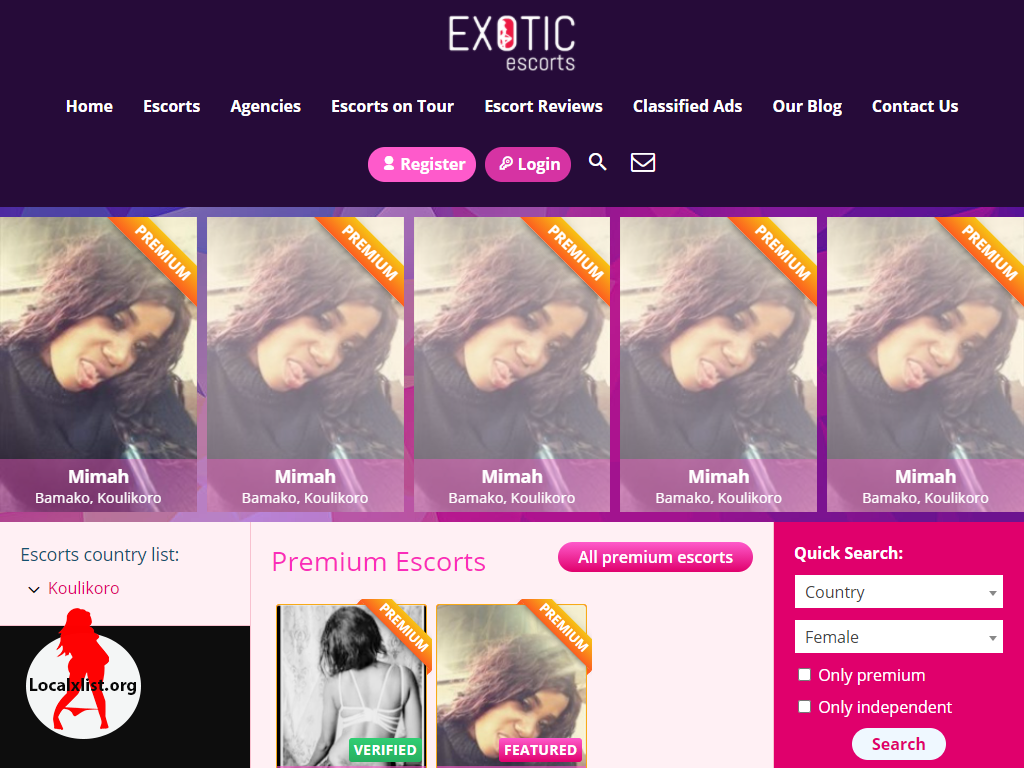 EXOTIC
escorts
Home Escorts Agencies Escorts on Tour Escort Reviews Classified Ads Our Blog Contact Us
Register Login
PREMIUM PREMIUM PREMIUM PREMIUM PREMIUM
Mimah Mimah Mimah Mimah Mimah
Bamako, Koulikoro Bamako, Koulikoro Bamako, Koulikoro Bamako, Koulikoro Bamako, Koulikoro
Escorts country list:
Koulikoro
Localxlist.org
Premium Escorts
All premium escorts
PREMIUM PREMIUM
VERIFIED FEATURED
Quick Search:
Country
Female
Only premium
Only independent
Search